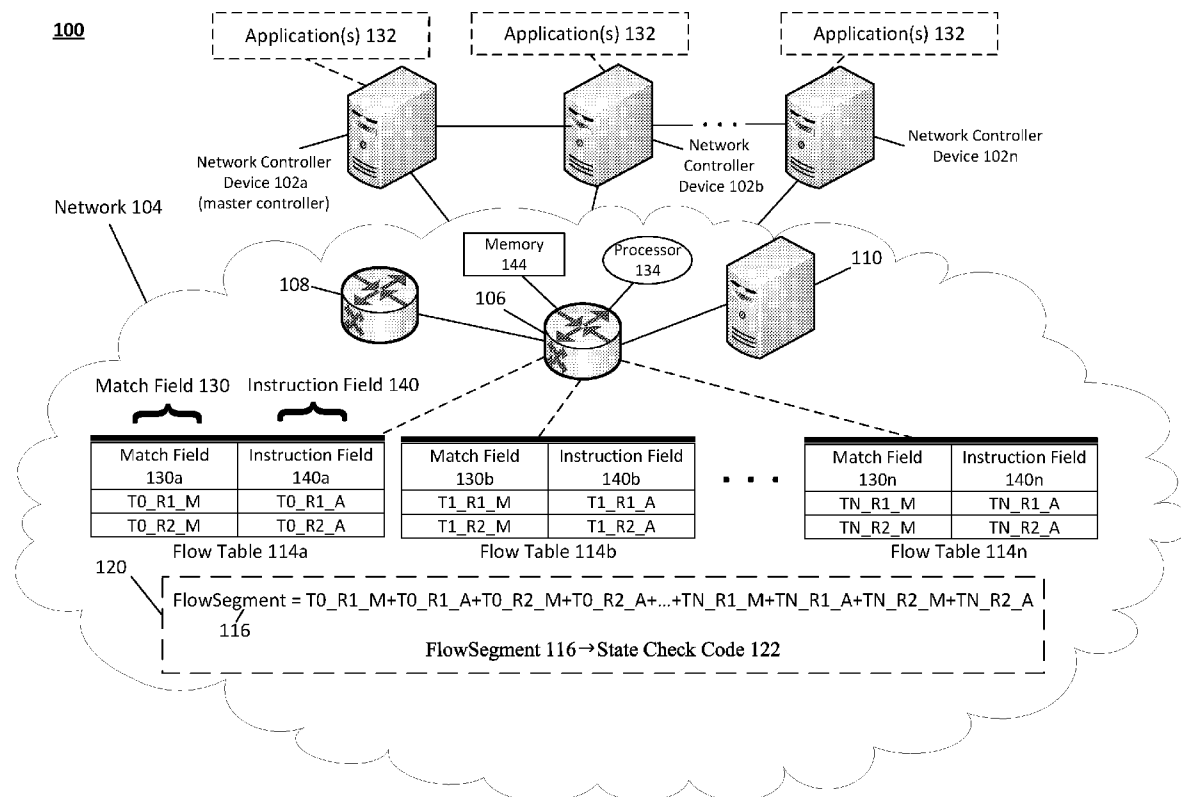 100
Application(s) 132
Application(s) 132
Application(s) 132
Network Controller
Device 102a
(master controller)
Network
Controller
Device 102b
Network Controller
Device 102n
Network 104
Memory
144
Processor
134
108
106
110
Match Field 130
Instruction Field 140
Match Field
130a
Instruction Field
140a
T0_R1_M
T0_R1_A
T0_R2_M
T0_R2_A
Flow Table 114a
Match Field
130b
Instruction Field
140b
T1_R1_M
T1_R1_A
T1_R2_M
T1_R2_A
Flow Table 114b
Match Field
130n
Instruction Field
140n
TN_R1_M
TN_R1_A
TN_R2_M
TN_R2_A
Flow Table 114n
120
FlowSegment = T0_R1_M+T0_R1_A+T0_R2_M+T0_R2_A+...+TN_R1_M+TN_R1_A+TN_R2_M+TN_R2_A
116
FlowSegment 116→State Check Code 122